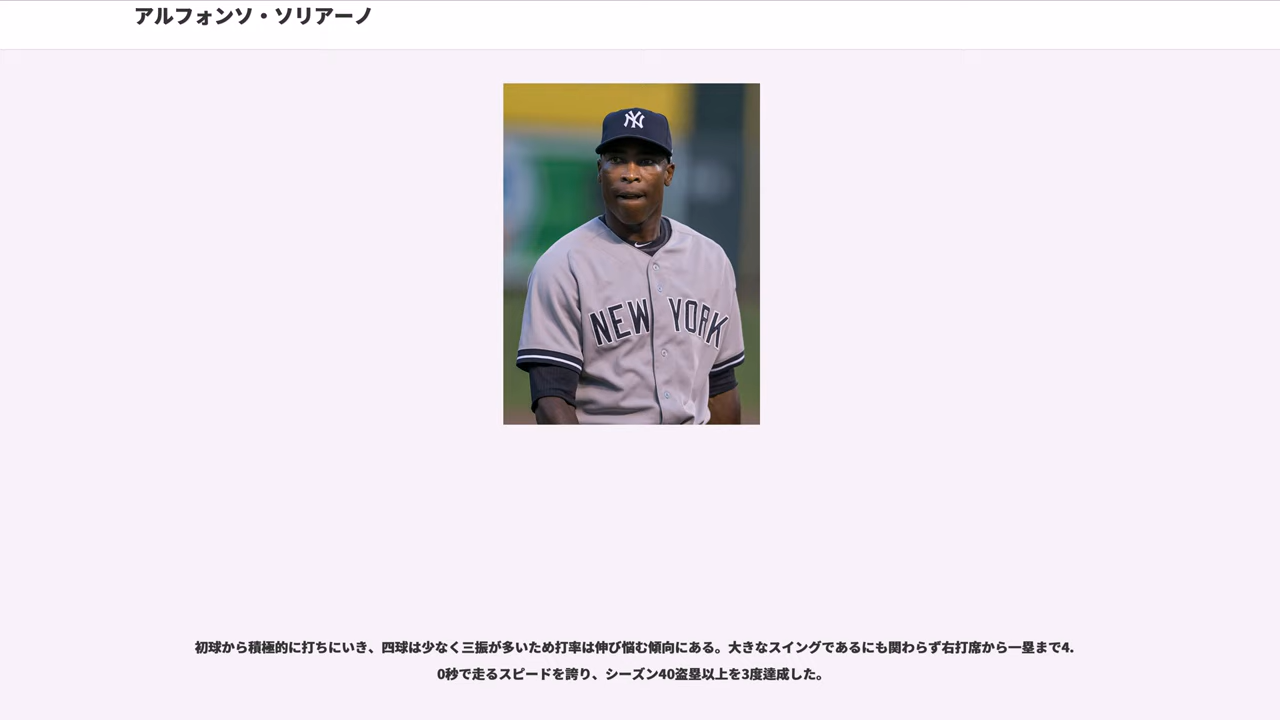 アルフォンソ・ソリアーノ
NY
NEW YORK
初球から積極的に打ちにいき、四球は少なく三振が多いため打率は伸び悩む傾向にある。大きなスイングであるにも関わらず右打席から一塁まで4.
0秒で走るスピードを誇り、シーズン40盗塁以上を3度達成した。